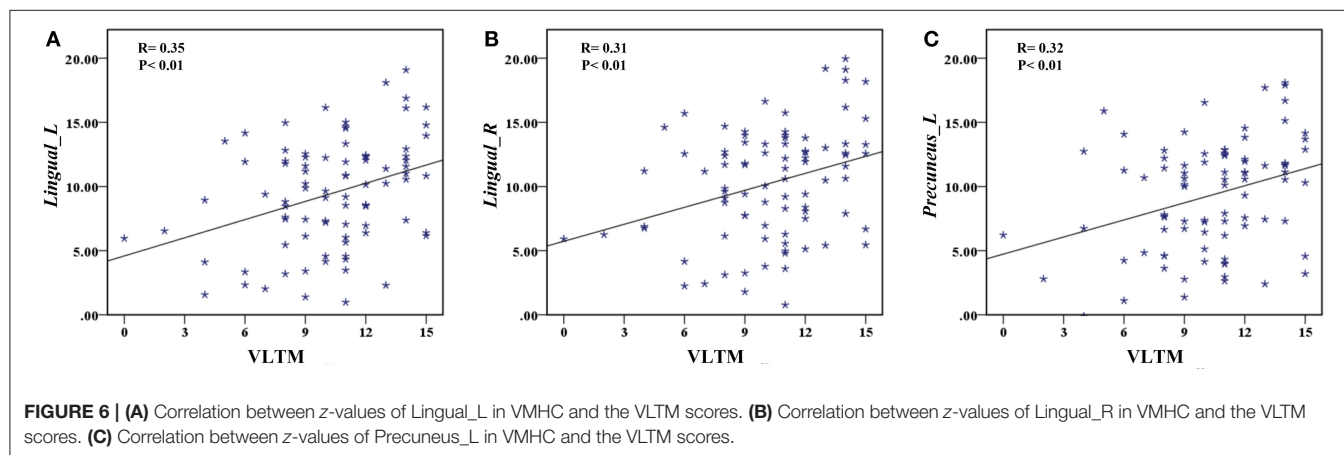 A
R= 0.35
P< 0.01
Lingual_L
20.00
15.00
10.00
5.00
.00
0 3 6 9 12 15
VLTM
B
R= 0.31
P< 0.01
Lingual_R
20.00
15.00
10.00
5.00
.00
0 3 6 9 12 15
VLTM
C
R= 0.32
P< 0.01
Precuneus_L
20.00
15.00
10.00
5.00
.00
0 3 6 9 12 15
VLTM
FIGURE 6 | (A) Correlation between z-values of Lingual_L in VMHC and the VLTM scores. (B) Correlation between z-values of Lingual_R in VMHC and the VLTM
scores. (C) Correlation between z-values of Precuneus_L in VMHC and the VLTM scores.